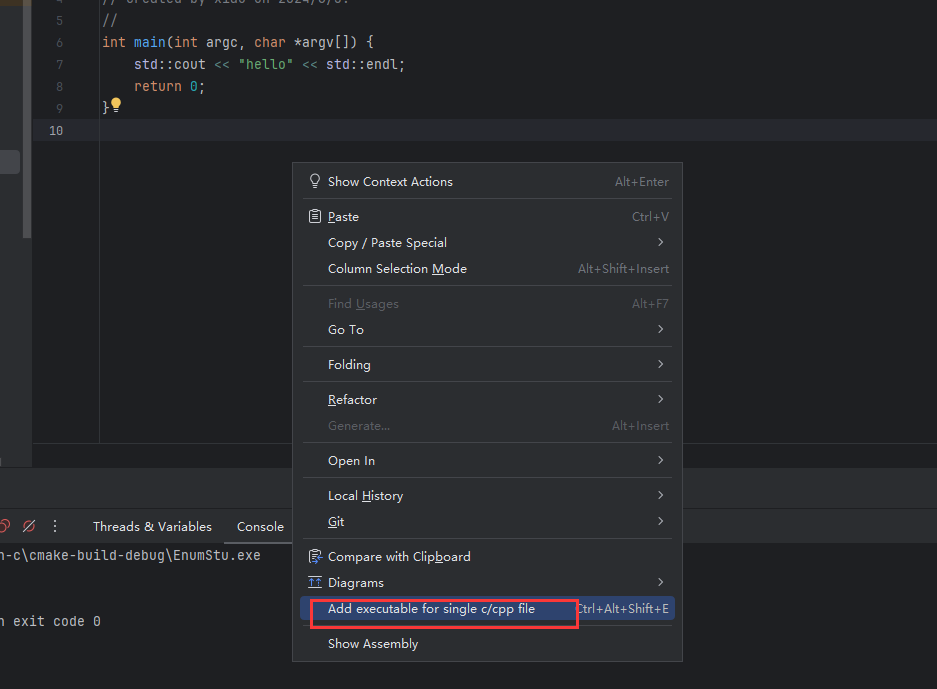 4 // Created by xiao on 2024/6/6.
5 //
6 int main(int argc, char *argv[]) {
7 std::cout << "hello" << std::endl;
8 return 0;
9 }
10
Show Context Actions Alt+Enter
Paste Ctrl+V
Copy / Paste Special
Column Selection Mode Alt+Shift+Insert
Find Usages Alt+F7
Go To
Folding
Refactor
Generate... Alt+Insert
Open In
Local History
Git
Compare with Clipboard
Diagrams
Add executable for single c/cpp file Ctrl+Alt+Shift+E
Show Assembly
Threads & Variables Console
-c\cmake-build-debug\EnumStu.exe
exit code 0